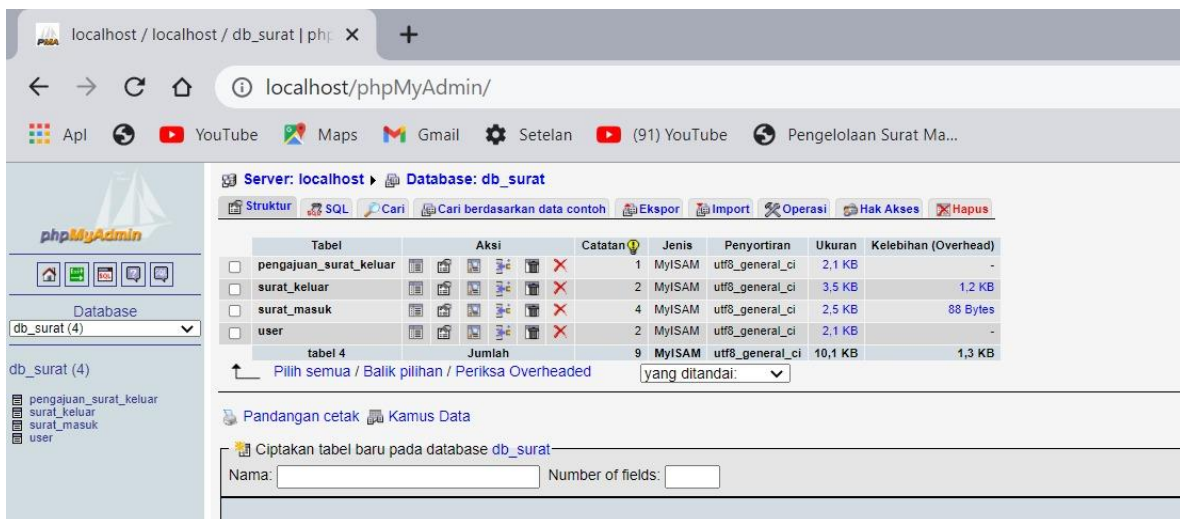 localhost / localhost / db_surat | ph
localhost/phpMyAdmin/
Apl YouTube Maps Gmail Setelan (91) YouTube Pengelolaan Surat Ma...
phpMyAdmin
Database
db_surat (4)
db_surat (4)
pengajuan_surat_keluar
surat_keluar
surat_masuk
user
Server: localhost Database: db_surat
Struktur SQL Cari Cari berdasarkan data contoh Ekspor Import Operasi Hak Akses Hapus
Tabel Aksi Catatan Jenis Penyortiran Ukuran Kelebihan (Overhead)
pengajuan_surat_keluar 1 MyISAM utf8_general_ci 2,1 KB -
surat_keluar 2 MyISAM utf8_general_ci 3,5 KB 1,2 KB
surat_masuk 4 MyISAM utf8_general_ci 2,5 KB 88 Bytes
user 2 MyISAM utf8_general_ci 2,1 KB -
tabel 4 Jumlah 9 MyISAM utf8_general_ci 10,1 KB 1,3 KB
Pilih semua / Balik pilihan / Periksa Overheaded yang ditandai:
Pandangan cetak Kamus Data
Ciptakan tabel baru pada database db_surat
Nama: Number of fields: